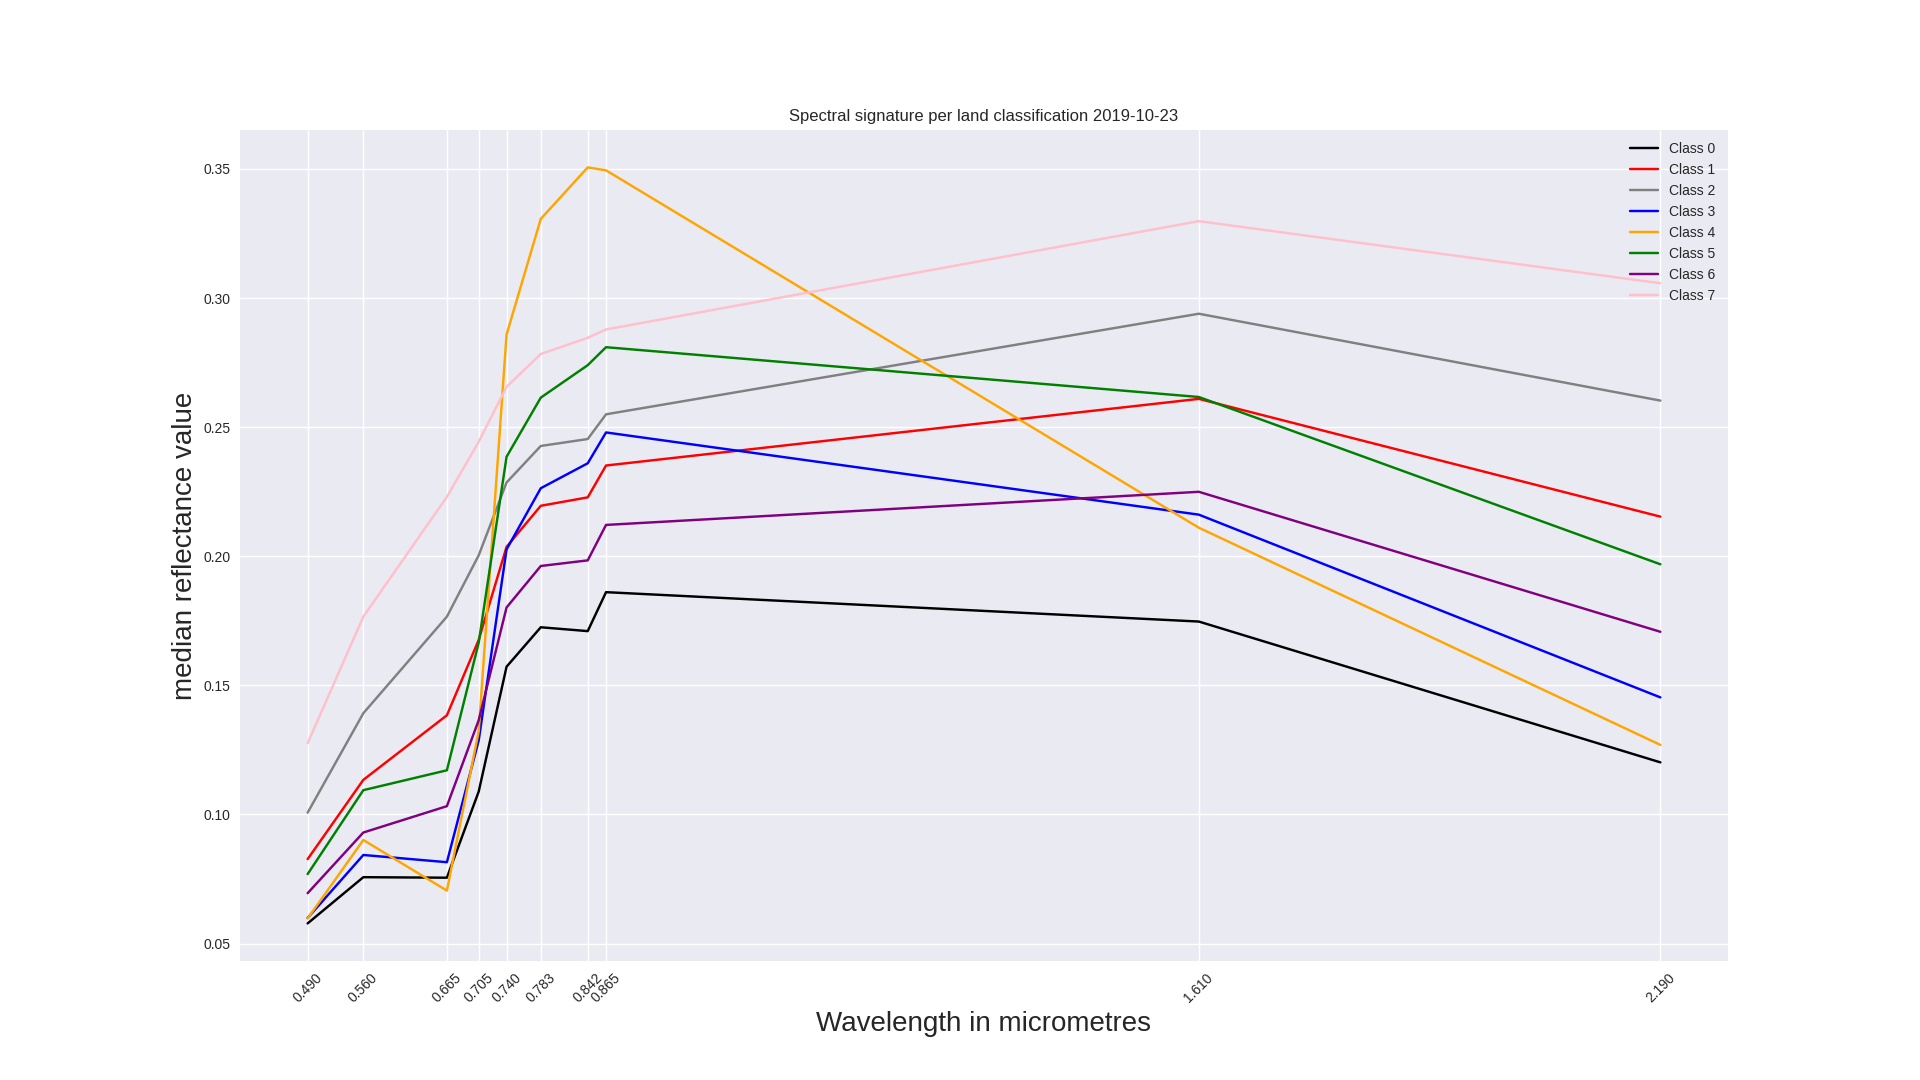 Spectral signature per land classification 2019-10-23
0.35
0.30
0.25
0.20
0.15
0.10
0.05
median reflectance value
Class 0
Class 1
Class 2
Class 3
Class 4
Class 5
Class 6
Class 7
0.490
0.560
0.665
0.705
0.740
0.783
0.842
0.865
1.610
2.190
Wavelength in micrometres